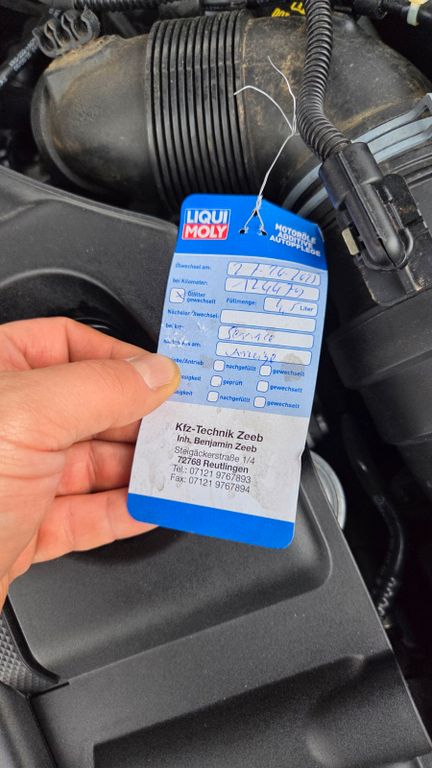 LIQUI
MOLY
MOTORÖLE
ADDITIVE
AUTOPFLEGE
Ölwechsel am:
bei Kilometer:
Ölfilter
gewechselt
Füllmenge:
Liter
Nächster Ölwechsel
bei km: Service
Anzeige
nachgefüllt
gewechselt
geprüft
gewechselt
nachgefüllt
gewechselt
Kfz-Technik Zeeb
Inh. Benjamin Zeeb
Steigäckerstraße 1/4
72768 Reutlingen
Tel.: 07121 9767893
Fax: 07121 9767894